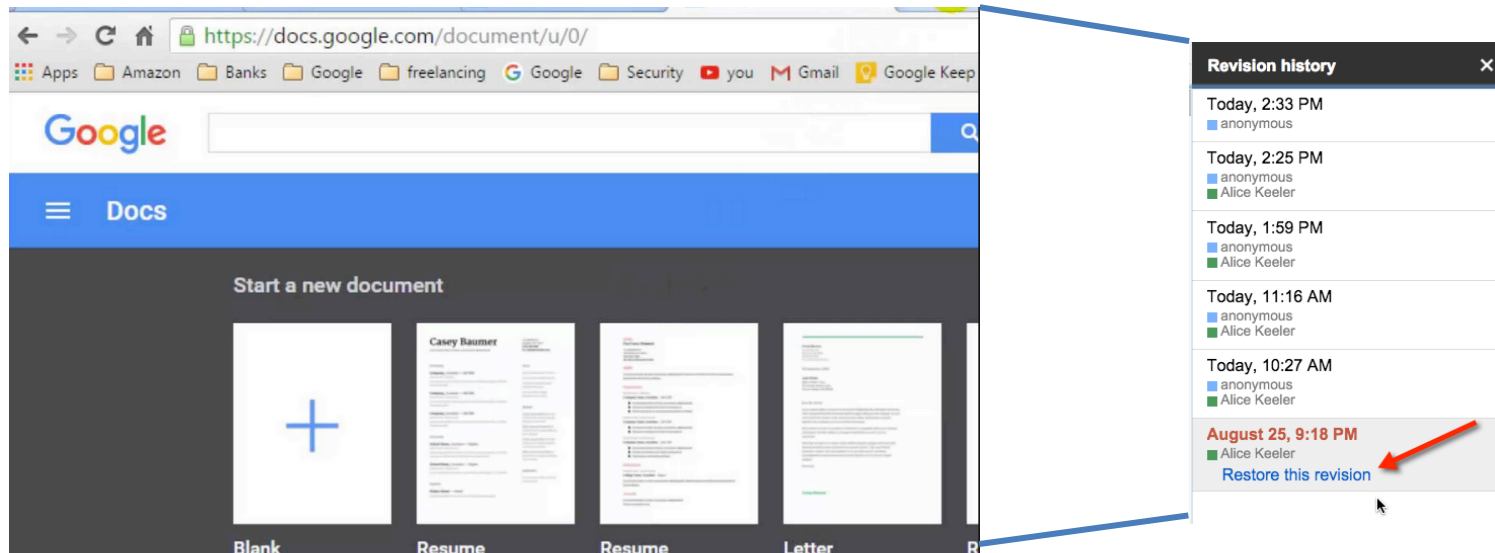 https://docs.google.com/document/u/0/
Apps Amazon Banks Google freelancing Google Security you Gmail Google Keep
Google
Docs
Start a new document
Casey Baumer
Blank Resume Resume Letter R
Revision history
Today, 2:33 PM
anonymous
Today, 2:25 PM
anonymous
Alice Keeler
Today, 1:59 PM
anonymous
Alice Keeler
Today, 11:16 AM
anonymous
Alice Keeler
Today, 10:27 AM
anonymous
Alice Keeler
August 25, 9:18 PM
Alice Keeler
Restore this revision